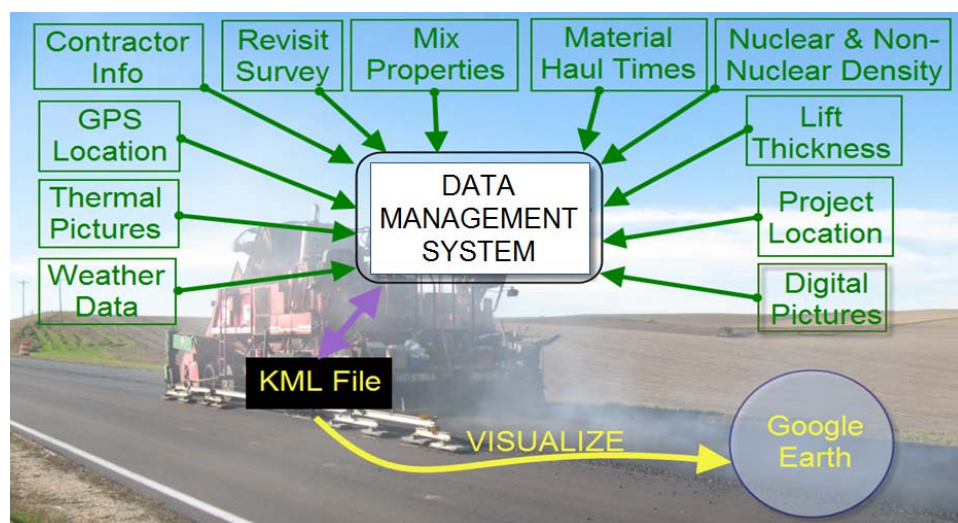 Contractor
Info
Revisit
Survey
Mix
Properties
Material
Haul Times
Nuclear & Non-
Nuclear Density
GPS
Location
Lift
Thickness
Thermal
Pictures
DATA
MANAGEMENT
SYSTEM
Project
Location
Weather
Data
Digital
Pictures
KML File
VISUALIZE
Google
Earth